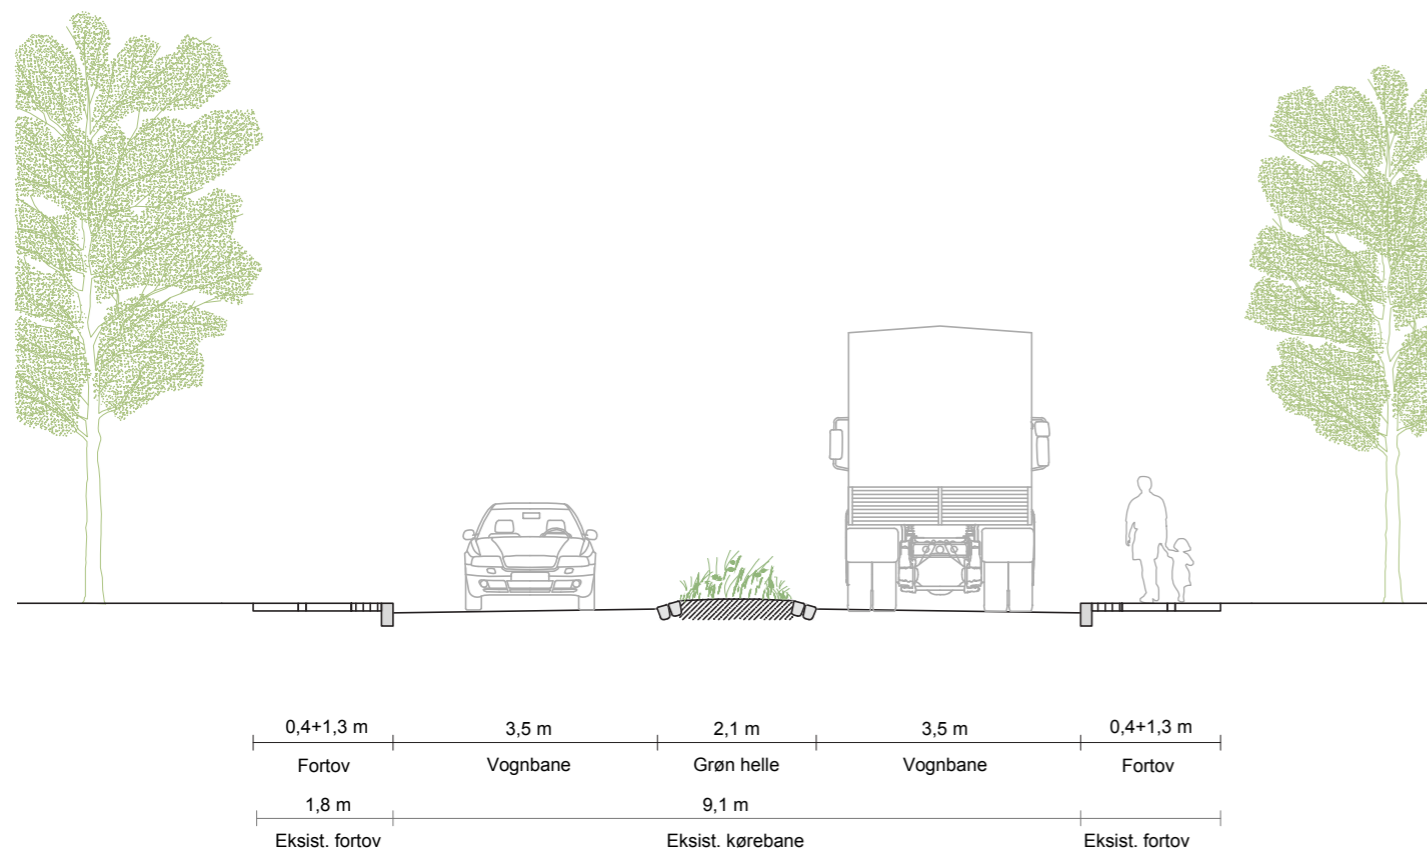 0,4+1,3 m 3,5 m 2,1 m 3,5 m 0,4+1,3 m
Fortov Vognbane Grøn helle Vognbane Fortov
1,8 m 9,1 m
Eksist. fortov Eksist. kørebane Eksist. fortov